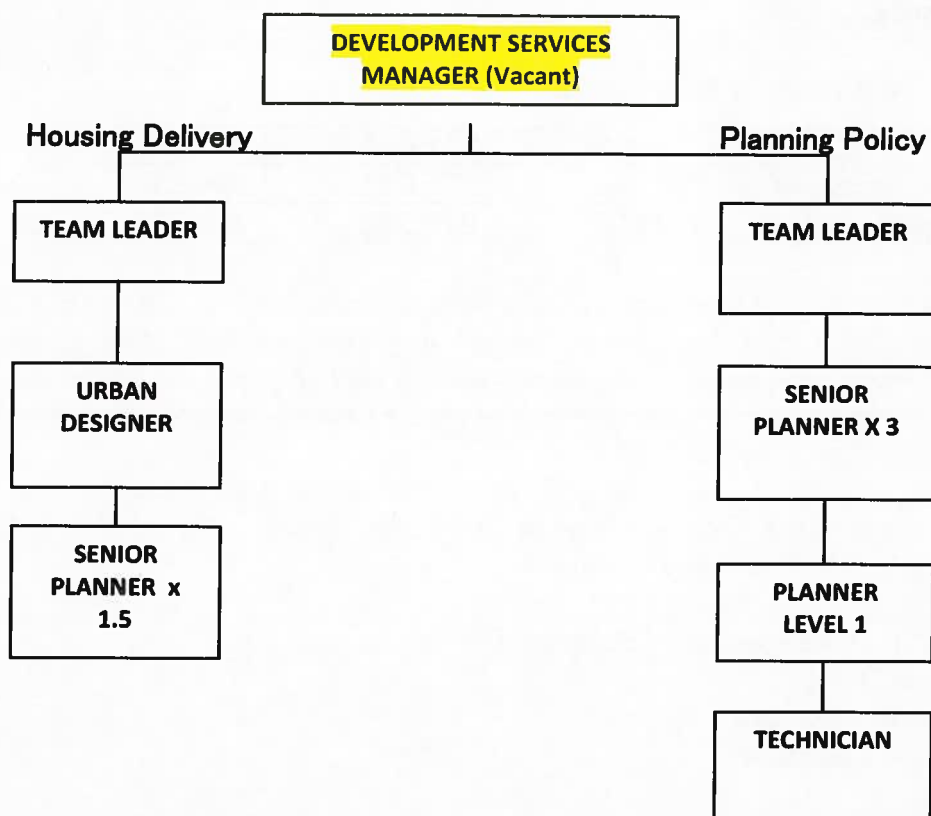 DEVELOPMENT SERVICES
MANAGER (Vacant)
Housing Delivery
Planning Policy
TEAM LEADER
URBAN
DESIGNER
SENIOR
PLANNER x
1.5
TEAM LEADER
SENIOR
PLANNER X 3
PLANNER
LEVEL 1
TECHNICIAN